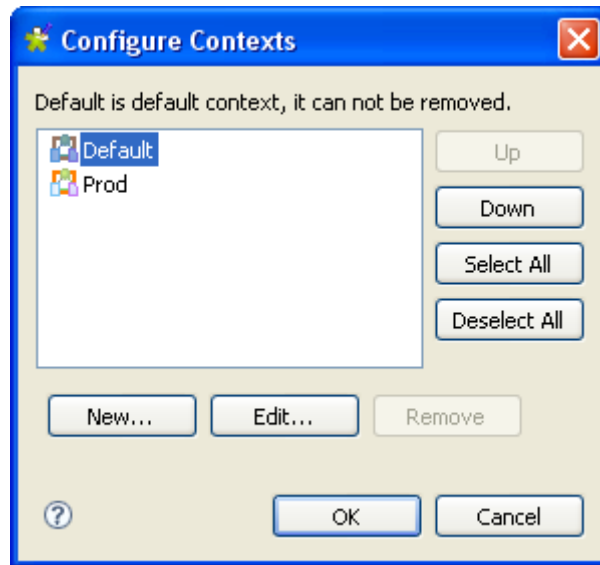 Configure Contexts
Default is default context, it can not be removed.
Default
Prod
Up
Down
Select All
Deselect All
New...
Edit...
Remove
?
OK
Cancel